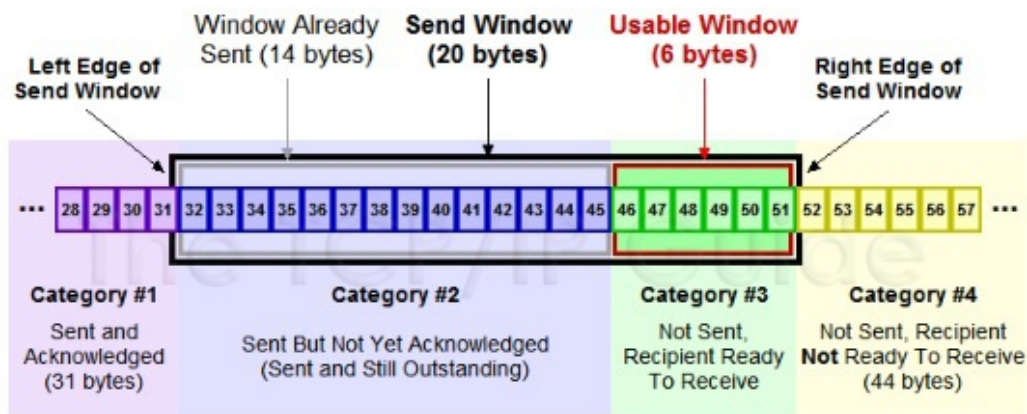 Window Already
Sent (14 bytes)
Send Window
(20 bytes)
Usable Window
(6 bytes)
Left Edge of
Send Window
Right Edge of
Send Window
... 28 29 30 31 32 33 34 35 36 37 38 39 40 41 42 43 44 45 46 47 48 49 50 51 52 53 54 55 56 57 ...
The TCP/IP Guide
Category #1
Sent and
Acknowledged
(31 bytes)
Category #2
Sent But Not Yet Acknowledged
(Sent and Still Outstanding)
Category #3
Not Sent,
Recipient Ready
To Receive
Category #4
Not Sent, Recipient
Not Ready To Receive
(44 bytes)